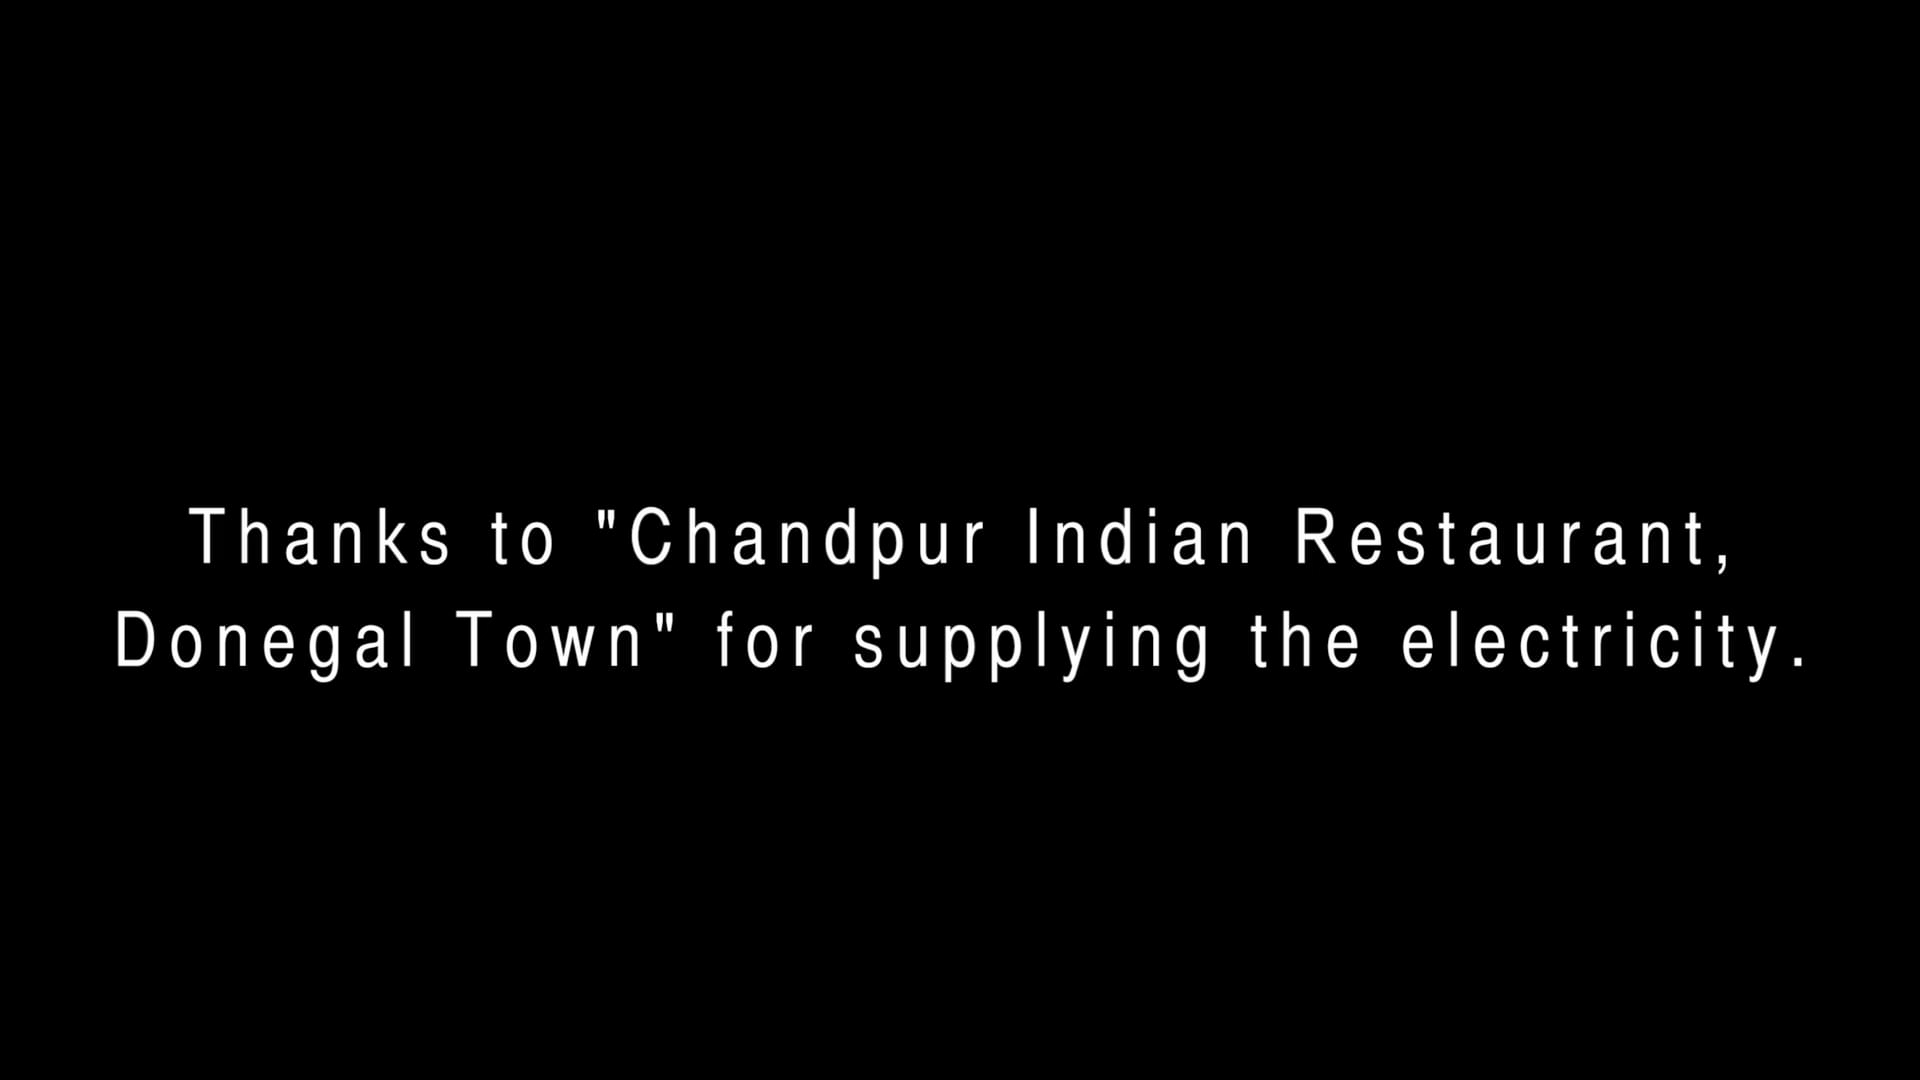 Thanks to "Chandpur Indian Restaurant,
Donegal Town" for supplying the electricity.